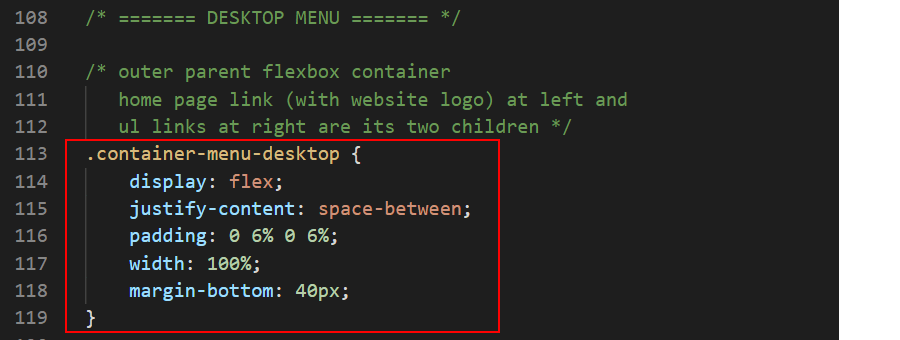 108 /* ======= DESKTOP MENU ======= */
109
110 /* outer parent flexbox container
111 home page link (with website logo) at left and
112 ul links at right are its two children */
113 .container-menu-desktop {
114 display: flex;
115 justify-content: space-between;
116 padding: 0 6% 0 6%;
117 width: 100%;
118 margin-bottom: 40px;
119 }